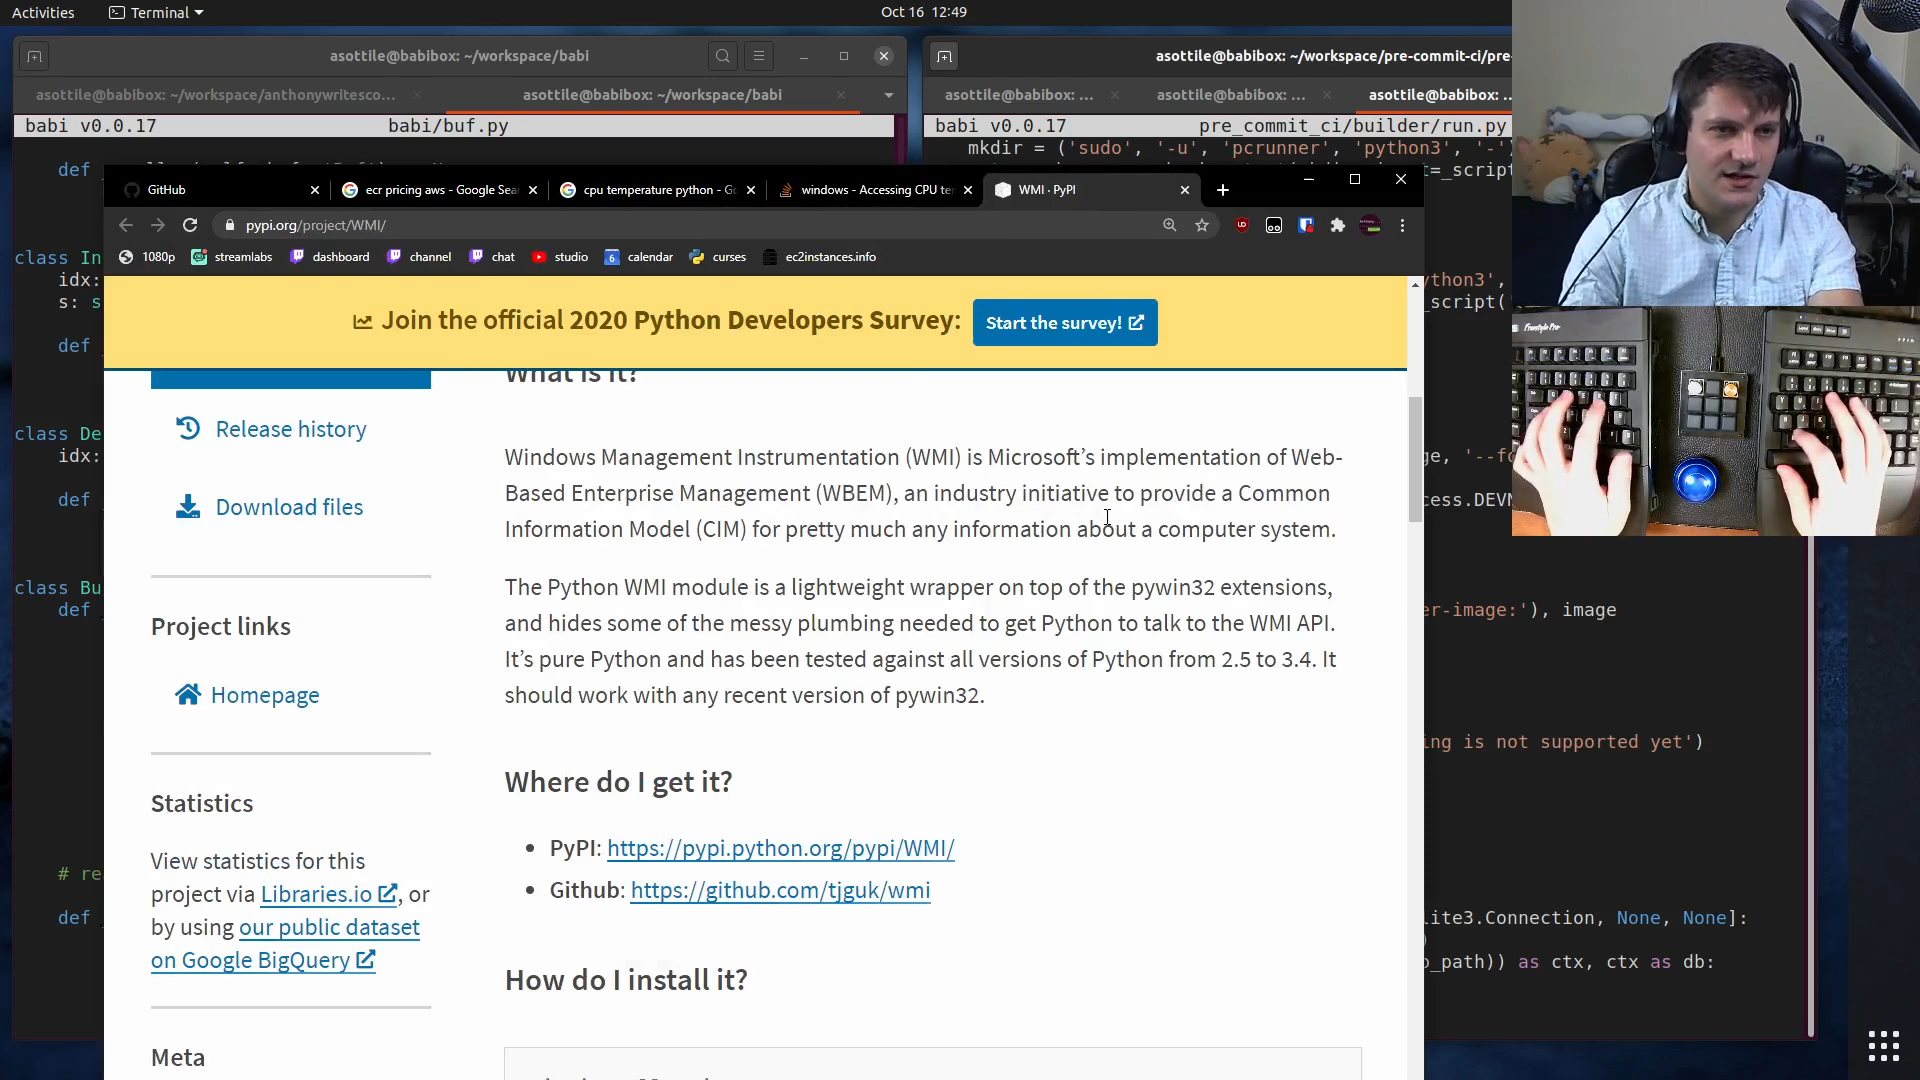 Activities
Terminal
Oct 16 12:49
asottile@babibox: ~/workspace/babi
asottile@babibox: ~/workspace/pre-commit-ci/pre-
asottile@babibox: ~/workspace/anthonywritesco...
asottile@babibox: ~/workspace/babi
asottile@babibox: ...
asottile@babibox: ...
asottile@babibox: ...
babi v0.0.17
babi/buf.py
babi v0.0.17
pre_commit_ci/builder/run.py
mkdir = ('sudo', '-u', 'pcrunner', 'python3', '-')
def
t=_script
GitHub
ecr pricing aws - Google Sea
cpu temperature python - Go
windows - Accessing CPU ter
WMI · PyPI
pypi.org/project/WMI/
1080p
streamlabs
dashboard
channel
chat
studio
calendar
curses
ec2instances.info
class In
idx:
ython3',
s: s
_script('
Join the official 2020 Python Developers Survey:
Start the survey!
def
What is it?
Release history
class De
idx:
Windows Management Instrumentation (WMI) is Microsoft's implementation of Web-
Based Enterprise Management (WBEM), an industry initiative to provide a Common
Information Model (CIM) for pretty much any information about a computer system.
ge, '--fo
def
Download files
cess.DEVN
class Bu
def
The Python WMI module is a lightweight wrapper on top of the pywin32 extensions,
and hides some of the messy plumbing needed to get Python to talk to the WMI API.
It's pure Python and has been tested against all versions of Python from 2.5 to 3.4. It
should work with any recent version of pywin32.
er-image:'), image
Project links
Homepage
ing is not supported yet')
Where do I get it?
Statistics
PyPI: https://pypi.python.org/pypi/WMI/
Github: https://github.com/tjguk/wmi
View statistics for this
project via Libraries.io, or
by using our public dataset
on Google BigQuery
# re
def
lite3.Connection, None, None]:
_path)) as ctx, ctx as db:
How do I install it?
Meta
Freestyle Pro